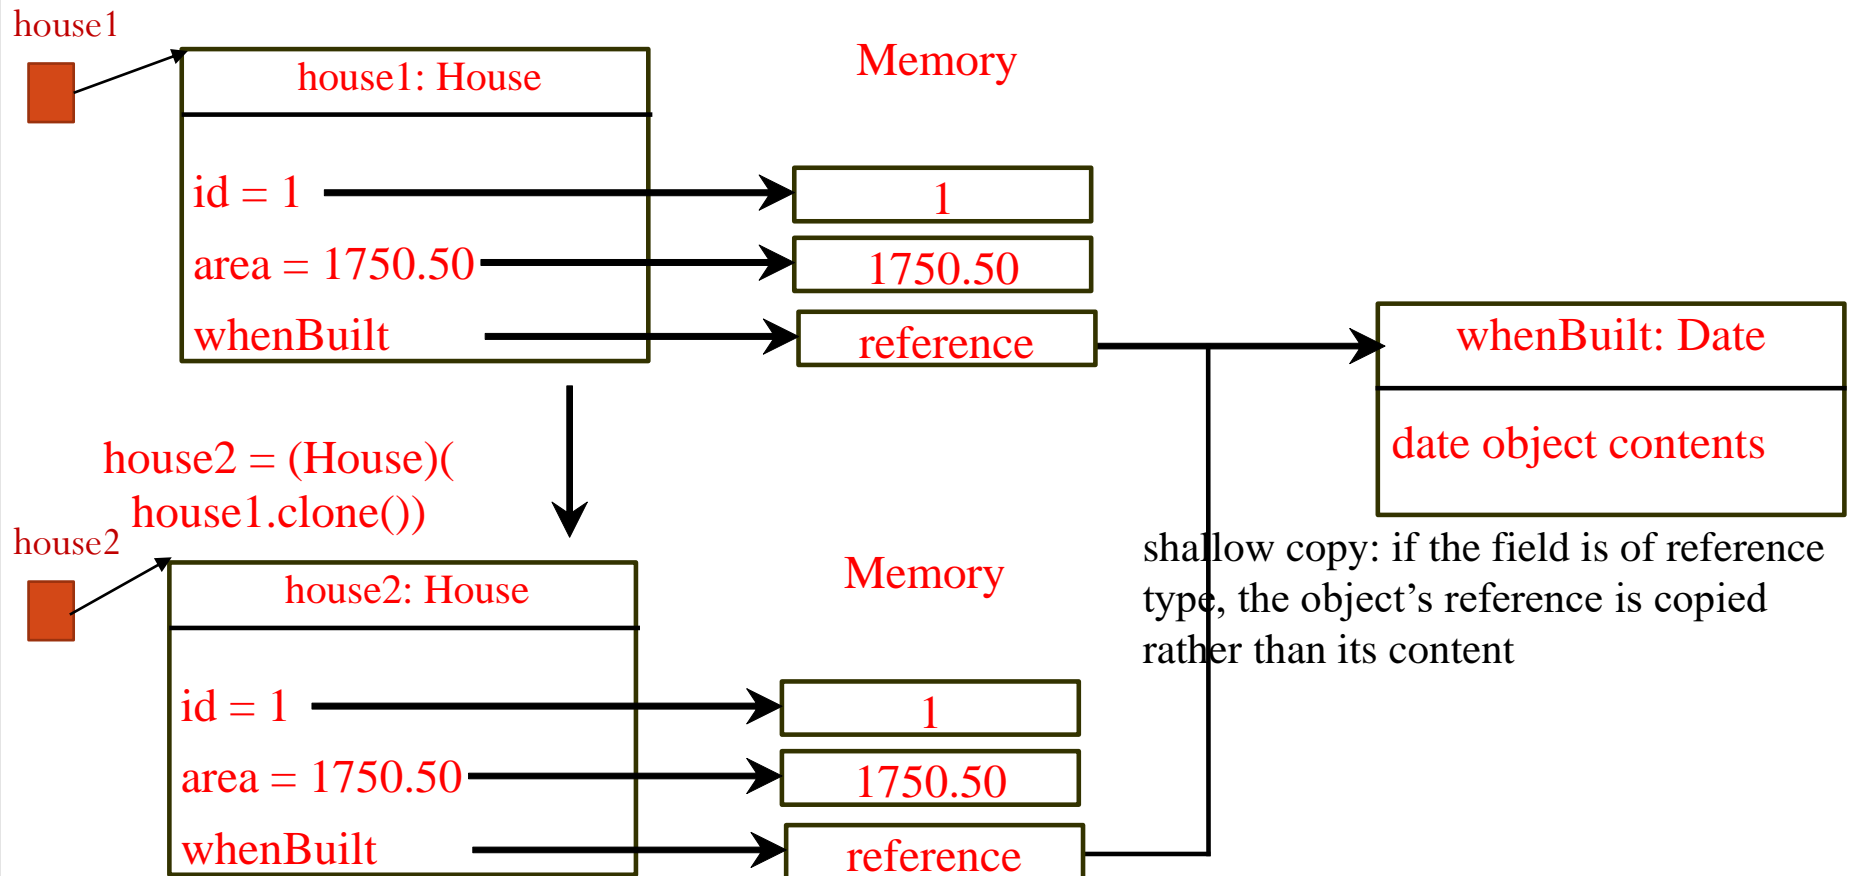 house1
house1: House
Memory
id = 1
1
area = 1750.50
1750.50
whenBuilt
reference
whenBuilt: Date
date object contents
house2 = (House)(
house1.clone())
shallow copy: if the field is of reference
type, the object’s reference is copied
rather than its content
house2
house2: House
Memory
id = 1
1
area = 1750.50
1750.50
whenBuilt
reference